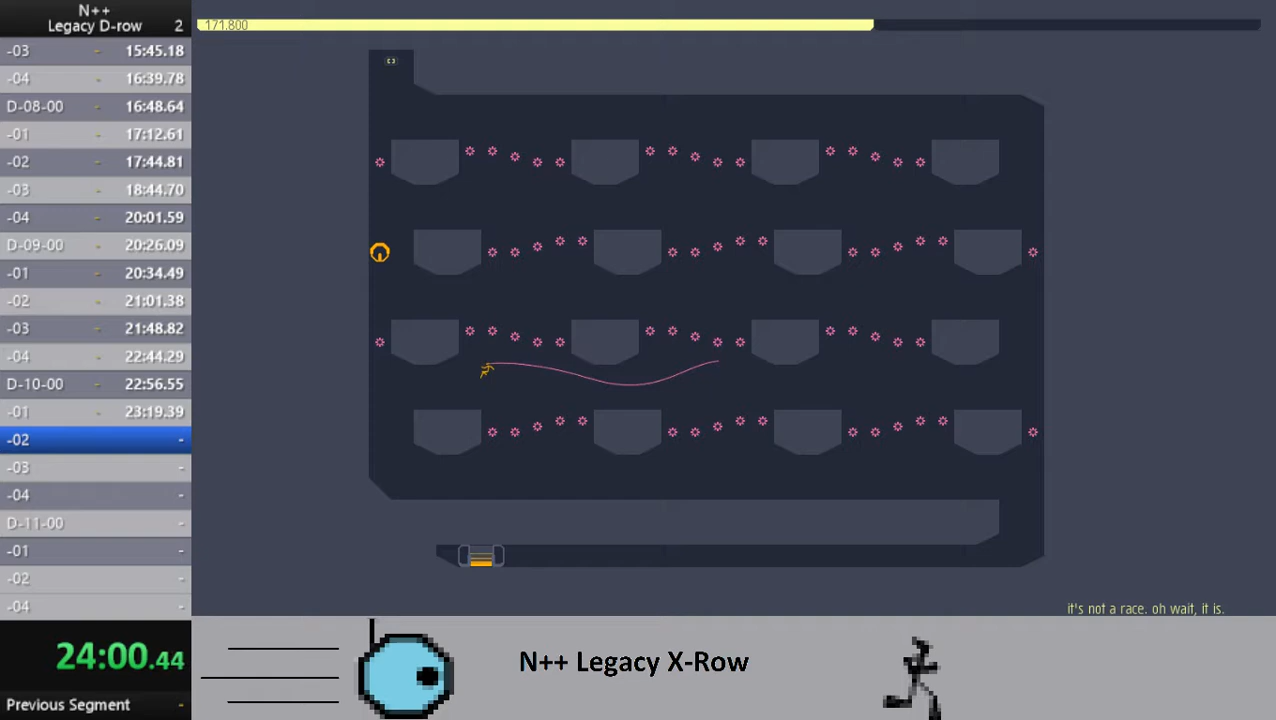 N++
Legacy D-row 2
-03 - 15:45.18
-04 - 16:39.78
D-08-00 - 16:48.64
-01 - 17:12.61
-02 - 17:44.81
-03 - 18:44.70
-04 - 20:01.59
D-09-00 - 20:26.09
-01 - 20:34.49
-02 - 21:01.38
-03 - 21:48.82
-04 - 22:44.29
D-10-00 - 22:56.55
-01 - 23:19.39
-02 -
-03 -
-04 -
D-11-00 -
-01 -
-02 -
-04 -
24:00.44
Previous Segment -
171.800
it's not a race. oh wait, it is.
N++ Legacy X-Row